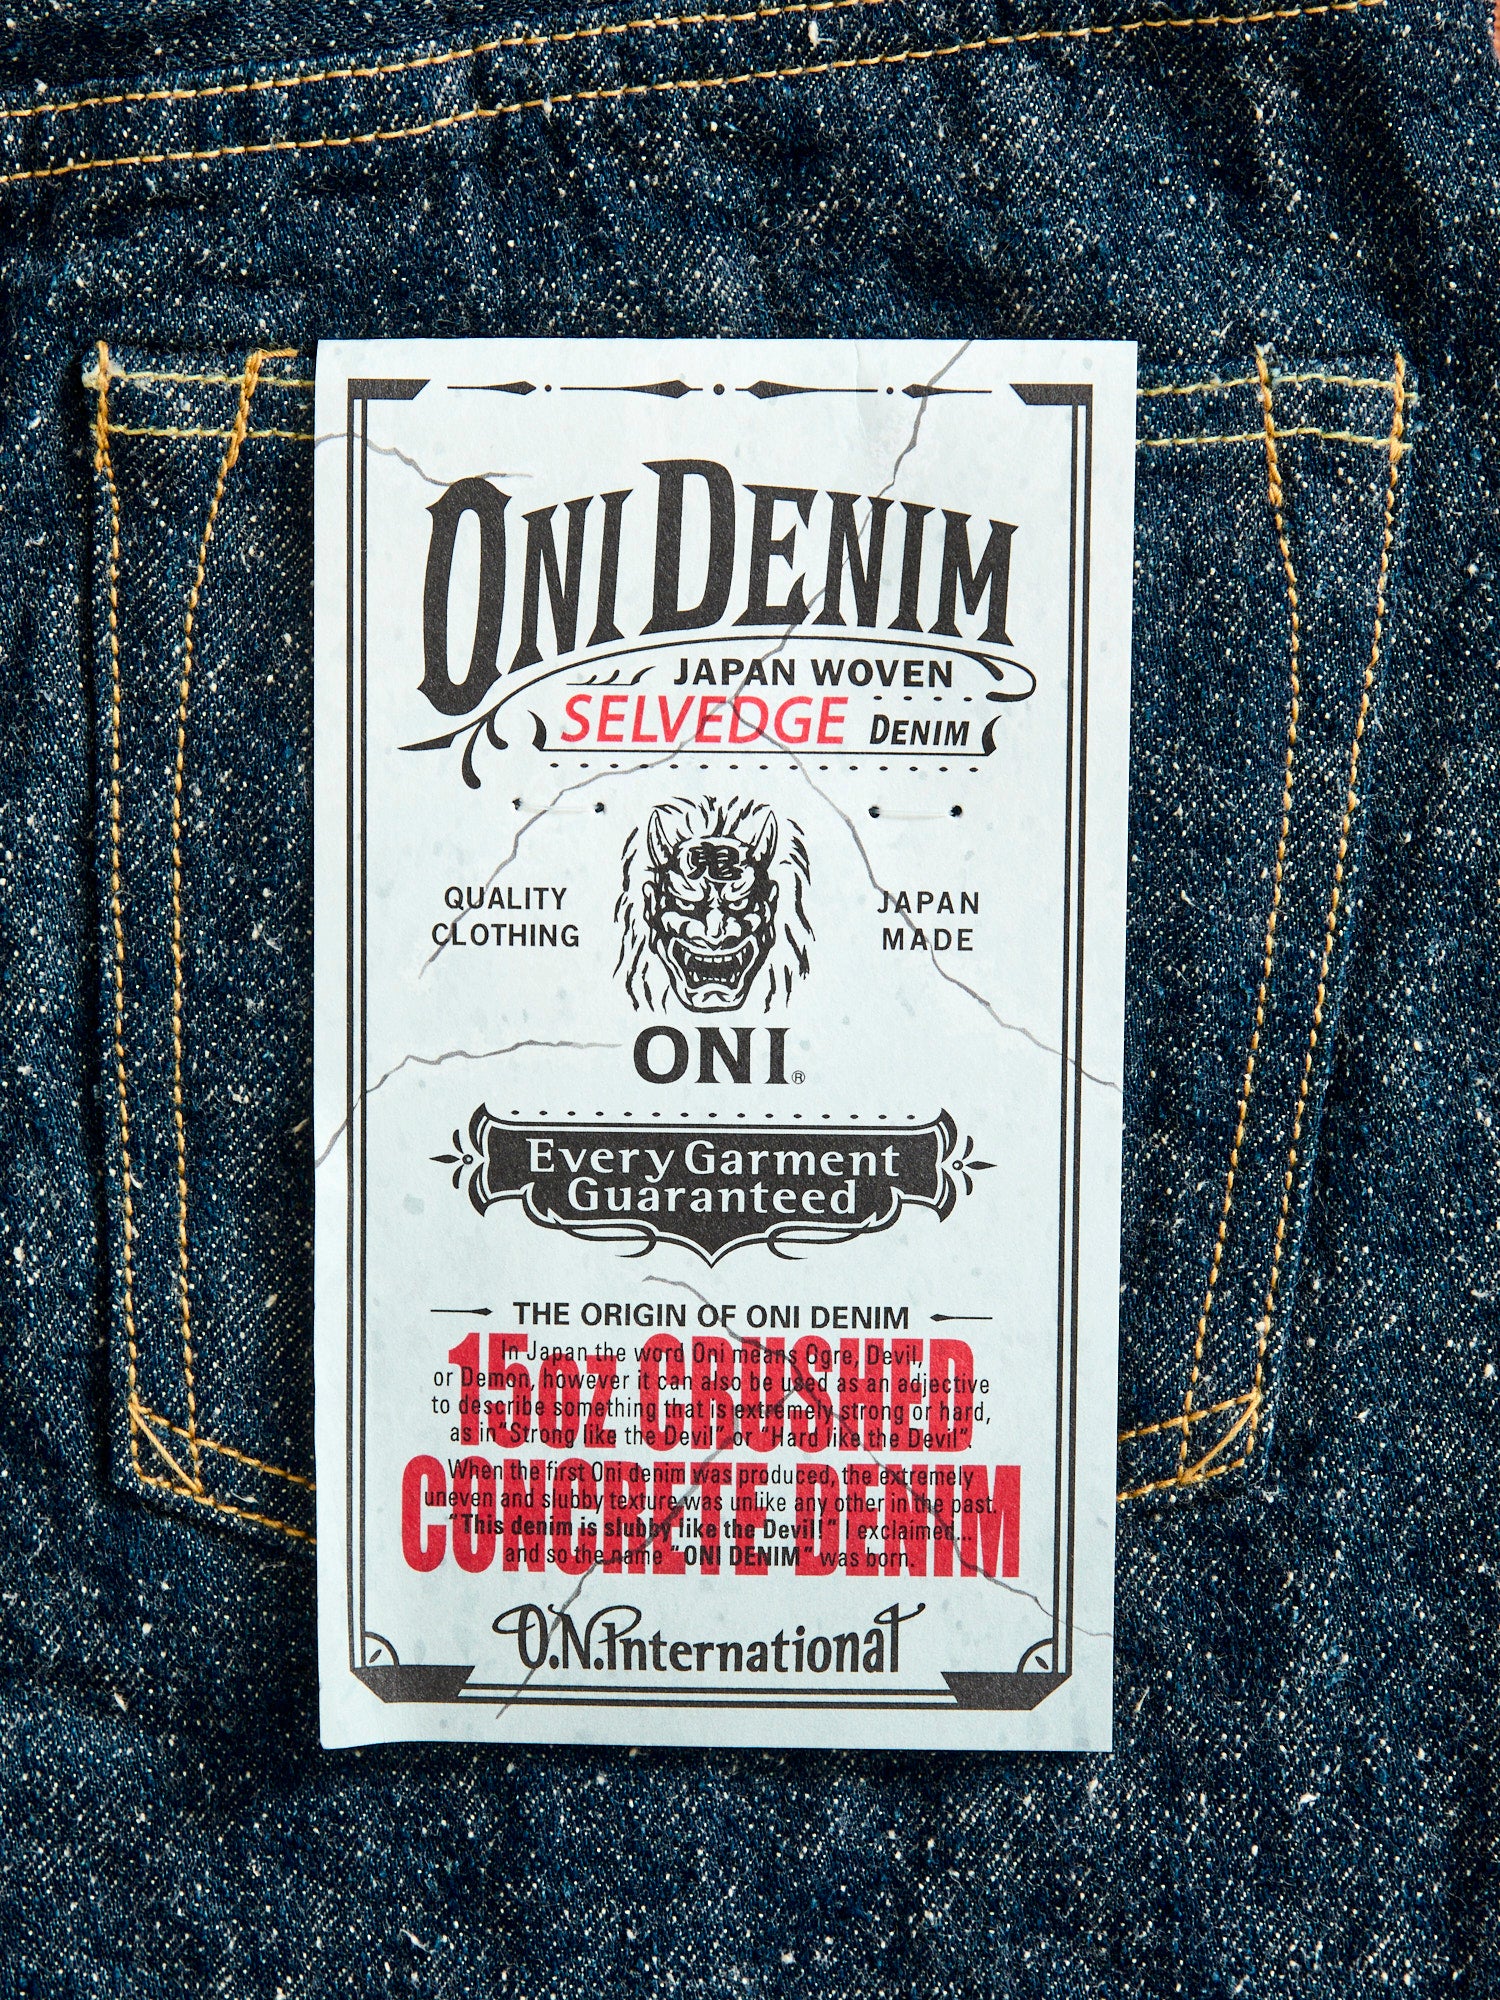 ONI DENIM
JAPAN WOVEN
SELVEDGE DENIM
QUALITY
CLOTHING
鬼
JAPAN
MADE
ONI®
Every Garment
Guaranteed
THE ORIGIN OF ONI DENIM
15oz CRUSHED
CONCRETE DENIM
In Japan the word Oni means Ogre, Devil,
or Demon, however it can also be used as an adjective
to describe something that is extremely strong or hard,
as in "Strong like the Devil" or "Hard like the Devil".
When the first Oni denim was produced, the extremely
uneven and slubby texture was unlike any other in the past.
"This denim is slubby like the Devil!" I exclaimed...
and so the name "ONI DENIM" was born.
O.N.International